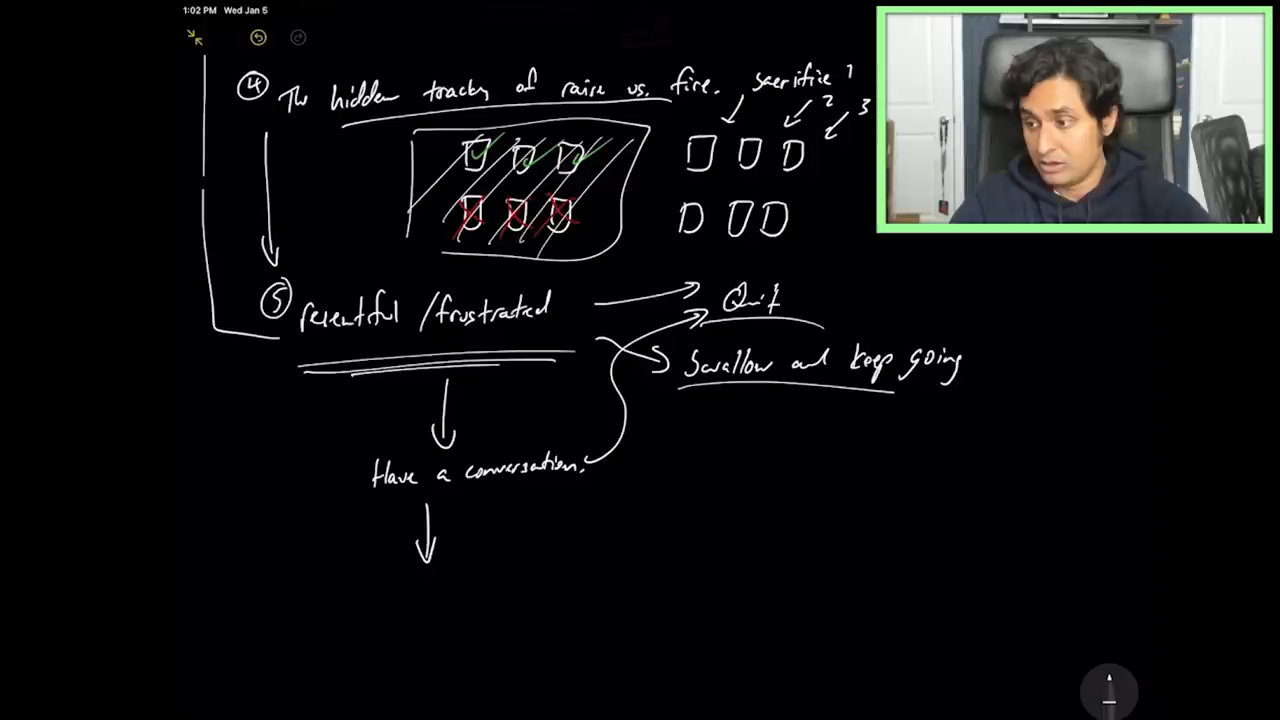 1:02 PM Wed Jan 5
④ The hidden tracks of raise vs. fire. sacrifice 1
2
3
⑤ resentful / frustrated
Quit
Swallow and keep going
Have a conversation.